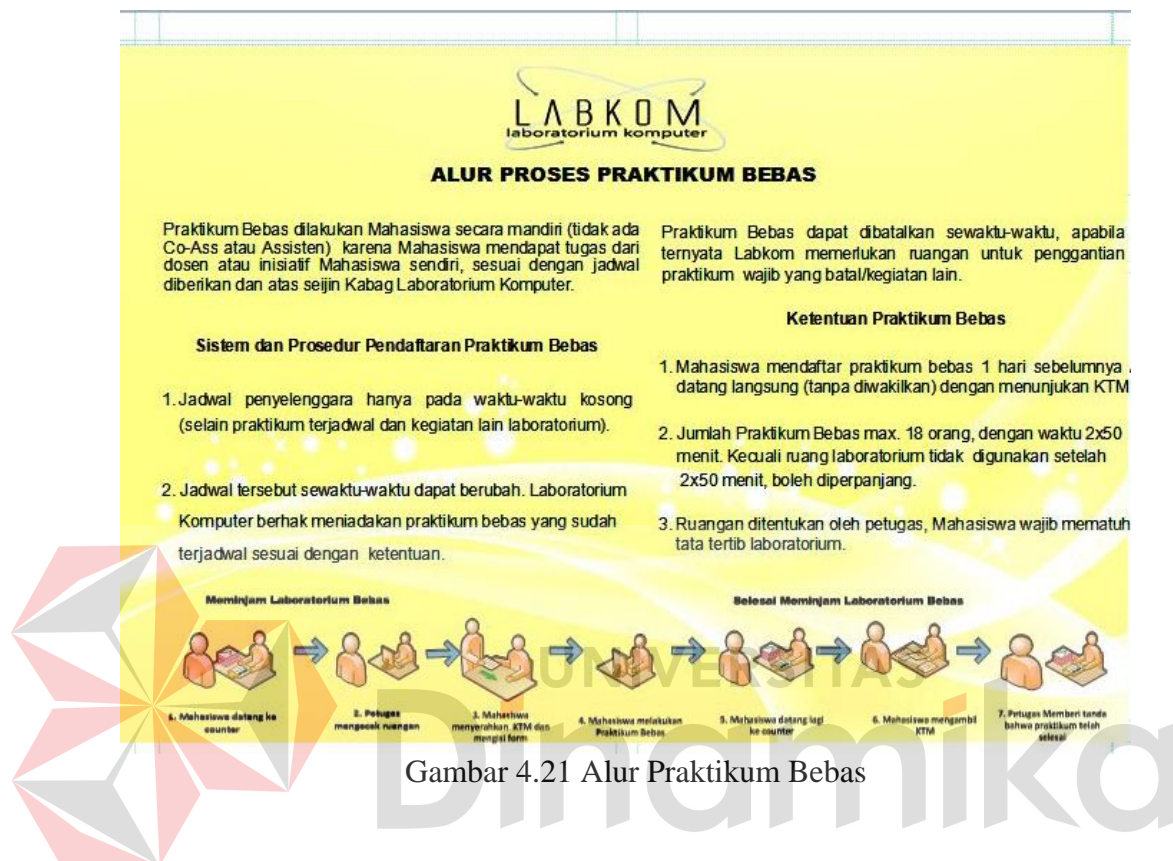 LABKOM
laboratorium komputer
ALUR PROSES PRAKTIKUM BEBAS
Praktikum Bebas dilakukan Mahasiswa secara mandiri (tidak ada
Co-Ass atau Assisten) karena Mahasiswa mendapat tugas dari
dosen atau inisiatif Mahasiswa sendiri, sesuai dengan jadwal
diberikan dan atas seijin Kabag Laboratorium Komputer.
Sistem dan Prosedur Pendaftaran Praktikum Bebas
1. Jadwal penyelenggara hanya pada waktu-waktu kosong
(selain praktikum terjadwal dan kegiatan lain laboratorium).
2. Jadwal tersebut sewaktu-waktu dapat berubah. Laboratorium
Komputer berhak meniadakan praktikum bebas yang sudah
terjadwal sesuai dengan ketentuan.
Praktikum Bebas dapat dibatalkan sewaktu-waktu, apabila
ternyata Labkom memerlukan ruangan untuk penggantian
praktikum wajib yang batal/kegiatan lain.
Ketentuan Praktikum Bebas
1. Mahasiswa mendaftar praktikum bebas 1 hari sebelumnya
datang langsung (tanpa diwakilkan) dengan menunjukan KTM
2. Jumlah Praktikum Bebas max. 18 orang, dengan waktu 2x50
menit. Kecuali ruang laboratorium tidak digunakan setelah
2x50 menit, boleh diperpanjang.
3. Ruangan ditentukan oleh petugas, Mahasiswa wajib mematuh
tata tertib laboratorium.
Meminjam Laboratorium Bebas
Selesai Meminjam Laboratorium Bebas
1. Mahasiswa datang ke
counter
2. Petugas
mengecek ruangan
3. Mahasiswa
menyerahkan KTM dan
mengisi form
4. Mahasiswa melakukan
Praktikum Bebas
5. Mahasiswa datang lagi
ke counter
6. Mahasiswa mengambil
KTM
7. Petugas Memberi tanda
bahwa praktikum telah
selesai
UNIVERSITAS
Dinamika
Gambar 4.21 Alur Praktikum Bebas